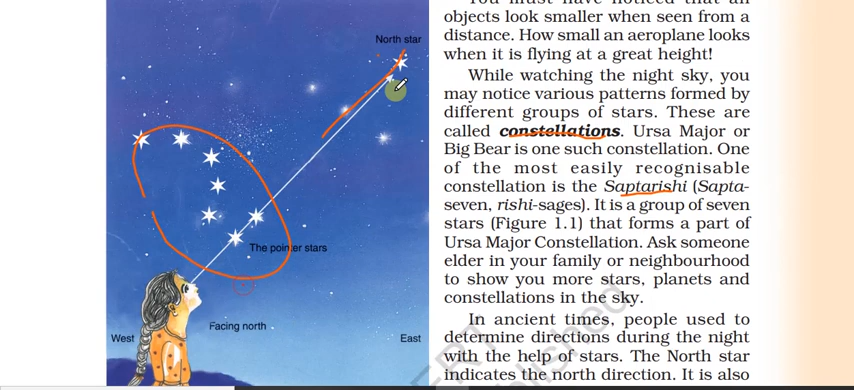 North star
The pointer stars
Facing north
West
East
objects look smaller when seen from a
distance. How small an aeroplane looks
when it is flying at a great height!
While watching the night sky, you
may notice various patterns formed by
different groups of stars. These are
called constellations. Ursa Major or
Big Bear is one such constellation. One
of the most easily recognisable
constellation is the Saptarishi (Sapta-
seven, rishi-sages). It is a group of seven
stars (Figure 1.1) that forms a part of
Ursa Major Constellation. Ask someone
elder in your family or neighbourhood
to show you more stars, planets and
constellations in the sky.
In ancient times, people used to
determine directions during the night
with the help of stars. The North star
indicates the north direction. It is also